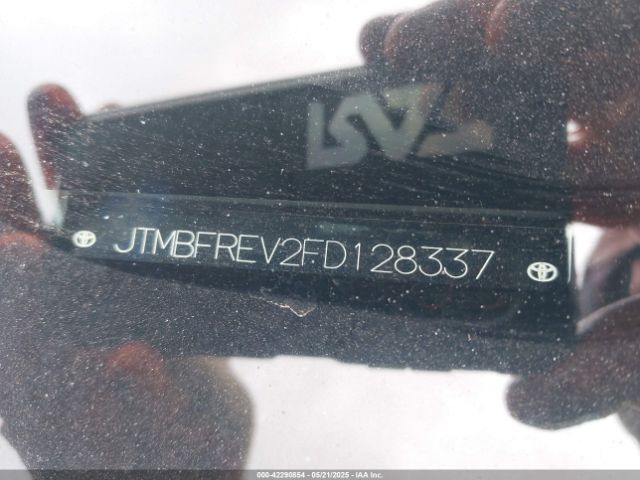 JTMBFREV2FD128337
000-42290854 - 05/21/2025 - IAA Inc.